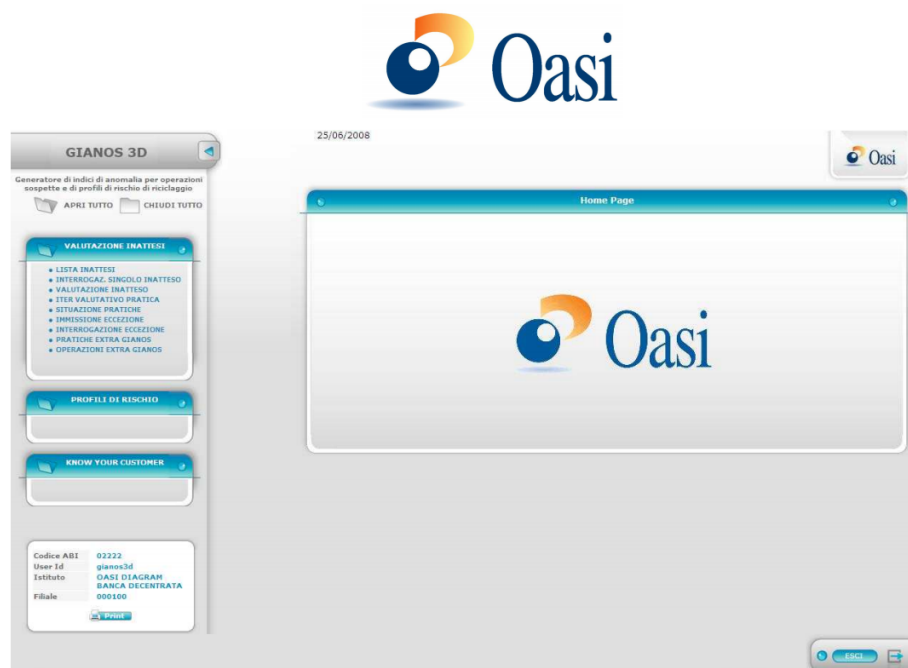 Oasi
GIANOS 3D
Generatore di indici di anomalia per operazioni
sospette e di profili di rischio di riciclaggio
APRI TUTTO CHIUDI TUTTO
VALUTAZIONE INATTESI
LISTA INATTESI
INTERROGAZ. SINGOLO INATTESO
VALUTAZIONE INATTESO
ITER VALUTATIVO PRATICA
SITUAZIONE PRATICHE
IMMISSIONE ECCEZIONE
INTERROGAZIONE ECCEZIONE
PRATICHE EXTRA GIANOS
OPERAZIONI EXTRA GIANOS
PROFILI DI RISCHIO
KNOW YOUR CUSTOMER
Codice ABI 02222
User Id gianos3d
Istituto OASI DIAGRAM
BANCA DECENTRATA
Filiale 000100
Print
25/06/2008
Oasi
Home Page
Oasi
ESCI